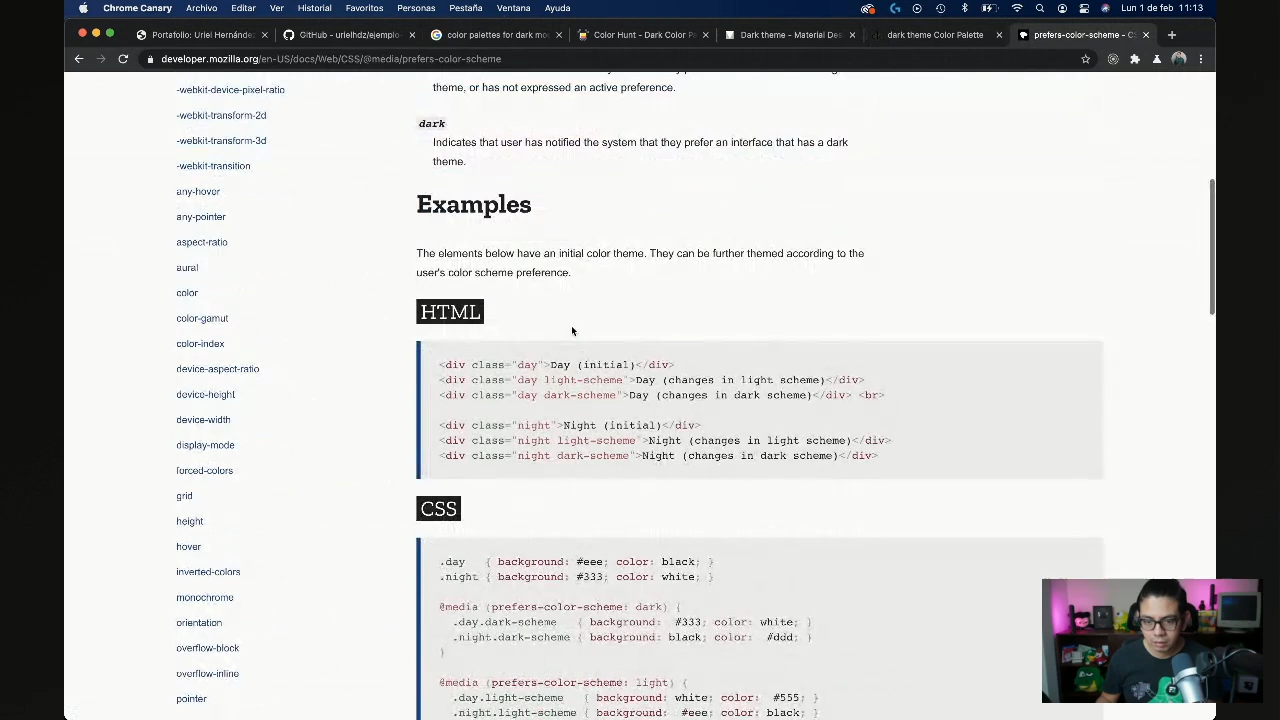 Chrome Canary Archivo Editar Ver Historial Favoritos Personas Pestaña Ventana Ayuda Lun 1 de feb 11:13
Portafolio: Uriel Hernández
GitHub - urielhdz/ejemplo-
color palettes for dark mo
Color Hunt - Dark Color Pa
Dark theme - Material Des
dark theme Color Palette
prefers-color-scheme - CS
developer.mozilla.org/en-US/docs/Web/CSS/@media/prefers-color-scheme
-webkit-device-pixel-ratio
-webkit-transform-2d
-webkit-transform-3d
-webkit-transition
any-hover
any-pointer
aspect-ratio
aural
color
color-gamut
color-index
device-aspect-ratio
device-height
device-width
display-mode
forced-colors
grid
height
hover
inverted-colors
monochrome
orientation
overflow-block
overflow-inline
pointer
theme, or has not expressed an active preference.
dark
Indicates that user has notified the system that they prefer an interface that has a dark
theme.
Examples
The elements below have an initial color theme. They can be further themed according to the
user's color scheme preference.
HTML
<div class="day">Day (initial)</div>
<div class="day light-scheme">Day (changes in light scheme)</div>
<div class="day dark-scheme">Day (changes in dark scheme)</div> <br>
<div class="night">Night (initial)</div>
<div class="night light-scheme">Night (changes in light scheme)</div>
<div class="night dark-scheme">Night (changes in dark scheme)</div>
CSS
.day   { background: #eee; color: black; }
.night { background: #333; color: white; }
@media (prefers-color-scheme: dark) {
  .day.dark-scheme   { background:  #333; color: white; }
  .night.dark-scheme { background: black; color:  #ddd; }
}
@media (prefers-color-scheme: light) {
  .day.light-scheme   { background: white; color:  #555; }
  .night.light-scheme { background:  #eee; color: black; }